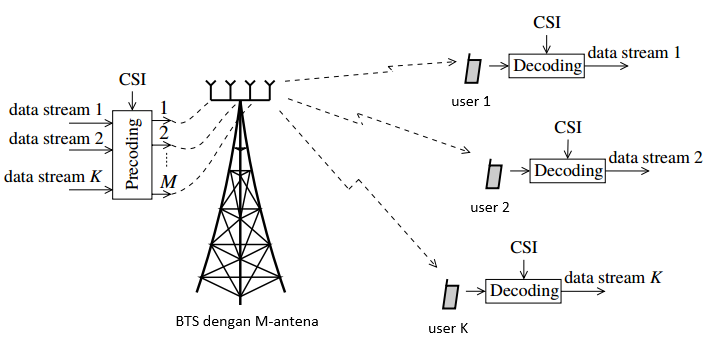 CSI
data stream 1
data stream 2
data stream K
Precoding
1
2
M
BTS dengan M-antena
CSI
Decoding
data stream 1
user 1
CSI
Decoding
data stream 2
user 2
CSI
Decoding
data stream K
user K